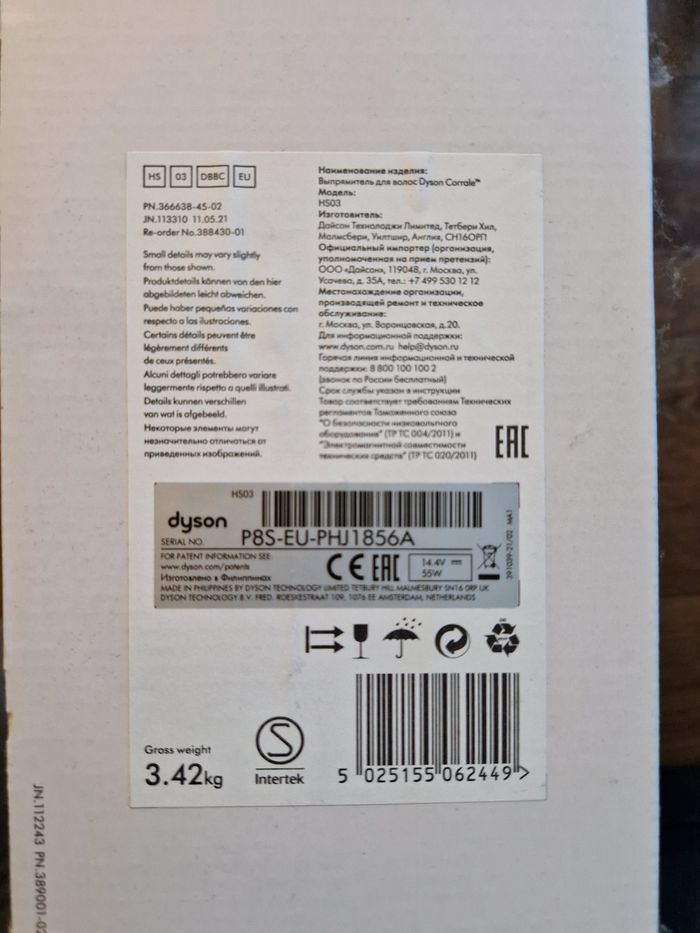 HS 03 DBBC EU
PN.366638-45-02
JN.113310 11.05.21
Re-order No.388430-01
Small details may vary slightly
from those shown.
Produktdetails können von den hier
abgebildeten leicht abweichen.
Puede haber pequeñas variaciones con
respecto a las ilustraciones.
Certains détails peuvent être
légèrement différents
de ceux présentés.
Alcuni dettagli potrebbero variare
leggermente rispetto a quelli illustrati.
Details kunnen verschillen
van wat is afgebeeld.
Некоторые элементы могут
незначительно отличаться от
приведенных изображений.
Наименование изделия:
Выпрямитель для волос Dyson Corrale™
Модель:
HS03
Изготовитель:
Дайсон Технолоджи Лимитед, Тетбери Хил,
Малмсбери, Уилтшир, Англия, СН16ОРП
Официальный импортер (организация,
уполномоченная на прием претензий):
ООО «Дайсон», 119048, г. Москва, ул.
Усачева, д. 35А, тел.: +7 499 530 12 12
Местонахождение организации,
производящей ремонт и техническое
обслуживание:
г. Москва, ул. Воронцовская, д.20.
Для информационной поддержки:
www.dyson.com.ru help@dyson.ru
Горячая линия информационной и технической
поддержки: 8 800 100 100 2
(звонок по России бесплатный)
Срок службы указан в инструкции
Товар соответствует требованиям Технических
регламентов Таможенного союза
"О безопасности низковольтного
оборудования" (ТР ТС 004/2011) и
"Электромагнитной совместимости
технических средств" (ТР ТС 020/2011)
EAC
HS03
dyson
SERIAL NO. P8S-EU-PHJ1856A
FOR PATENT INFORMATION SEE:
www.dyson.com/patents
Изготовлено в Филиппинах
CE EAC
14.4V
55W
MADE IN PHILIPPINES BY DYSON TECHNOLOGY LIMITED TETBURY HILL MALMESBURY SN16 0RP UK
DYSON TECHNOLOGY B.V. FRED. ROESKESTRAAT 109, 1076 EE AMSTERDAM, NETHERLANDS
391039-21/02 MA1
Gross weight
3.42kg
S
Intertek
5 025155 062449 >
JN.112243 PN.389001-02